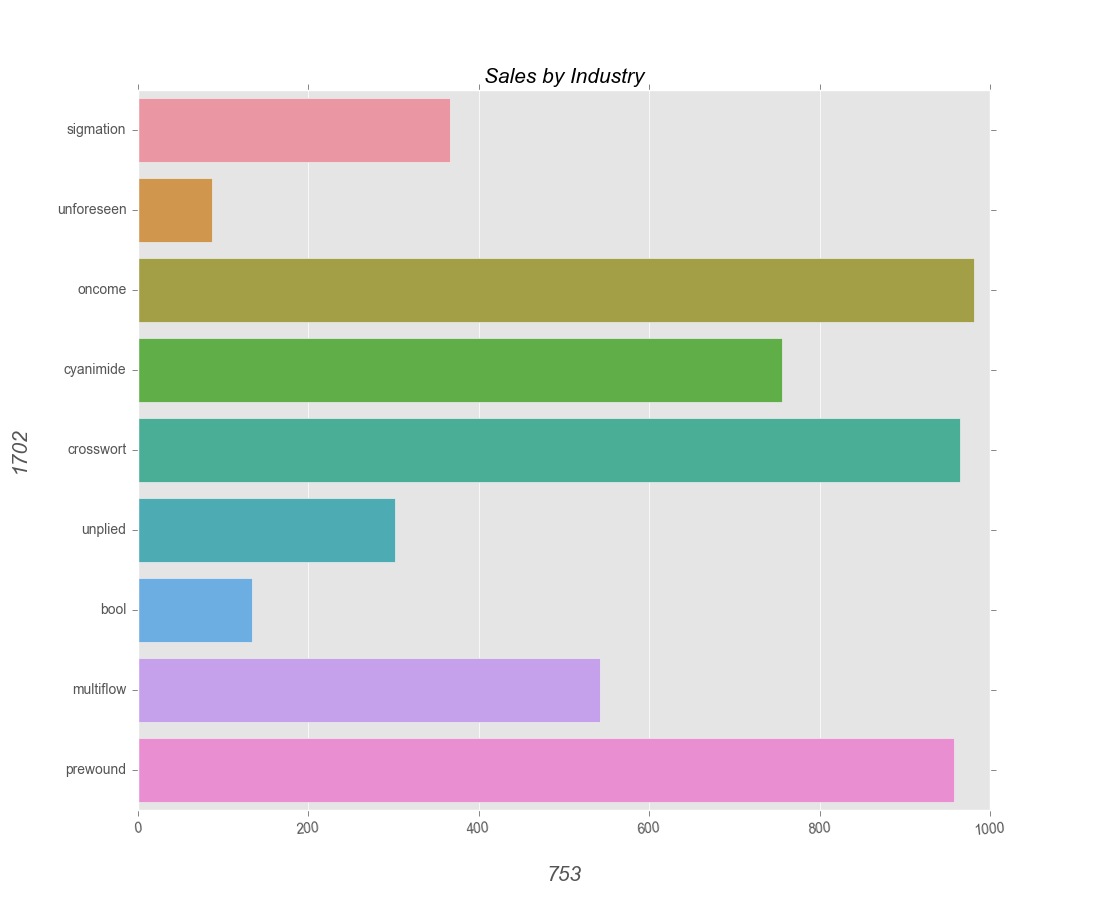 Sales by Industry
sigmation
unforeseen
oncome
cyanimide
crosswort
unplied
bool
multiflow
prewound
1702
0 200 400 600 800 1000
753